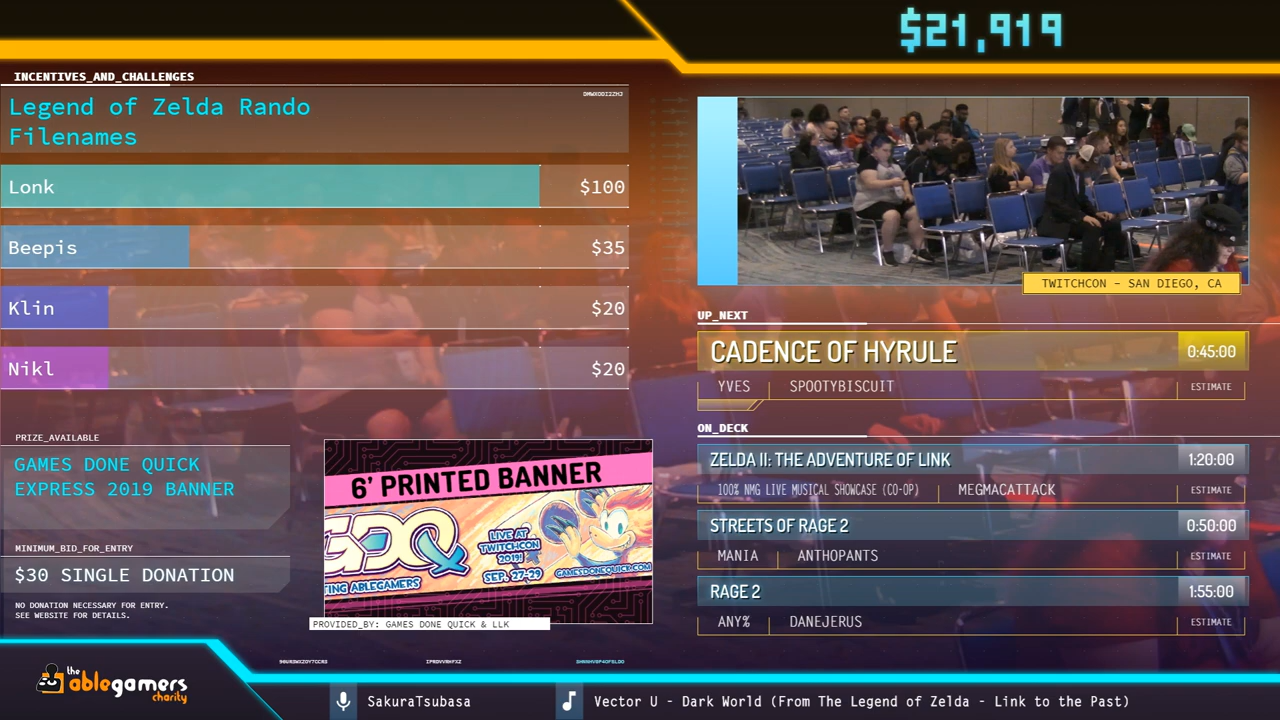 $21,919
INCENTIVES_AND_CHALLENGES
Legend of Zelda Rando
Filenames
Lonk $100
Beepis $35
Klin $20
Nikl $20
PRIZE_AVAILABLE
GAMES DONE QUICK
EXPRESS 2019 BANNER
MINIMUM_BID_FOR_ENTRY
$30 SINGLE DONATION
NO DONATION NECESSARY FOR ENTRY.
SEE WEBSITE FOR DETAILS.
6' PRINTED BANNER
GDQ
LIVE AT
TWITCHCON
2019!
SEP. 27-29
TING ABLEGAMERS
GAMESDONEQUICK.COM
PROVIDED_BY: GAMES DONE QUICK & LLK
TWITCHCON - SAN DIEGO, CA
UP_NEXT
CADENCE OF HYRULE 0:45:00
YVES SPOOTYBISCUIT ESTIMATE
ON_DECK
ZELDA II: THE ADVENTURE OF LINK 1:20:00
100% NMG LIVE MUSICAL SHOWCASE (CO-OP) MEGMACATTACK ESTIMATE
STREETS OF RAGE 2 0:50:00
MANIA ANTHOPANTS ESTIMATE
RAGE 2 1:55:00
ANY% DANEJERUS ESTIMATE
the
ablegamers
charity
SakuraTsubasa
Vector U - Dark World (From The Legend of Zelda - Link to the Past)